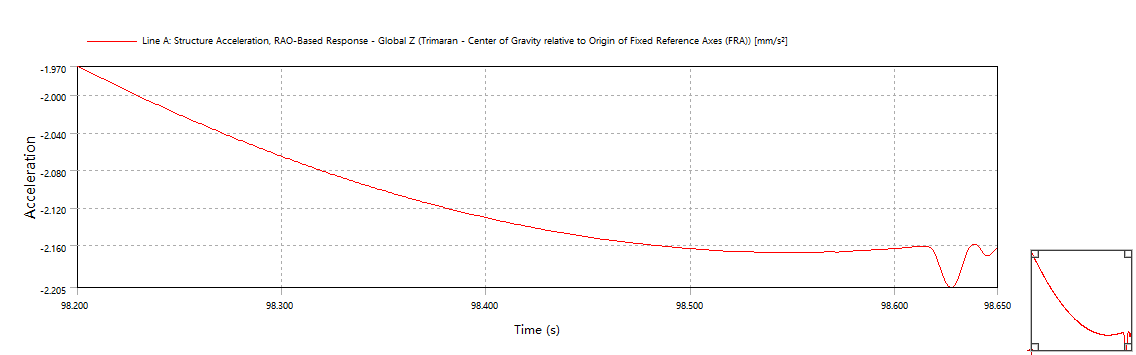 Line A: Structure Acceleration, RAO-Based Response - Global Z (Trimaran - Center of Gravity relative to Origin of Fixed Reference Axes (FRA)) [mm/s²]
-1.970
-2.000
-2.040
-2.080
-2.120
-2.160
-2.205
Acceleration
98.200 98.300 98.400 98.500 98.600 98.650
Time (s)